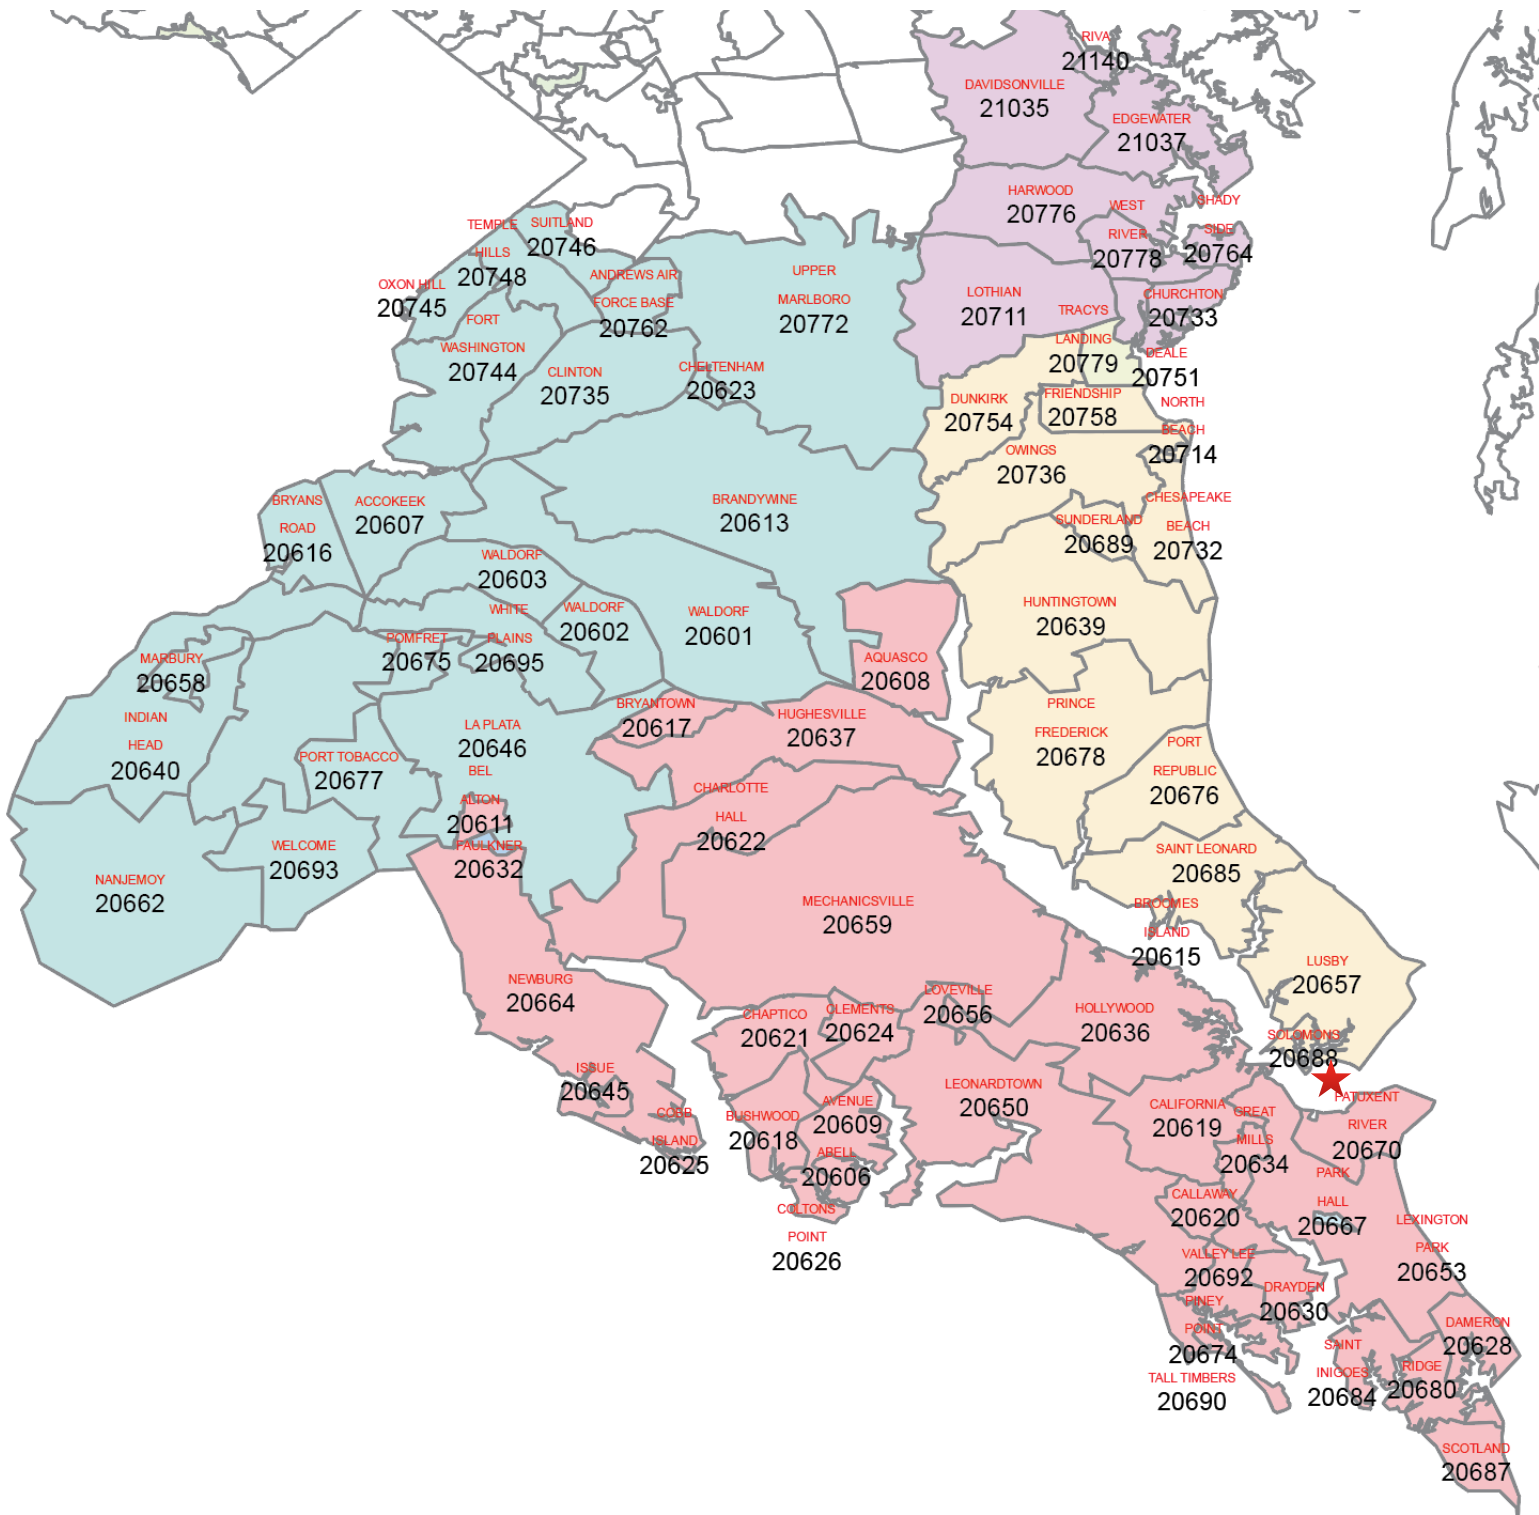 RIVA
21140
DAVIDSONVILLE
21035
EDGEWATER
21037
HARWOOD
20776
WEST
RIVER
20778
SHADY
SIDE
20764
TEMPLE
HILLS
20748
SUITLAND
20746
OXON HILL
20745
ANDREWS AIR
FORCE BASE
20762
UPPER
MARLBORO
20772
LOTHIAN
20711
TRACYS
LANDING
20779
CHURCHTON
20733
DEALE
20751
FORT
WASHINGTON
20744
CLINTON
20735
CHELTENHAM
20623
DUNKIRK
20754
FRIENDSHIP
20758
NORTH
BEACH
20714
OWINGS
20736
BRYANS
ROAD
20616
ACCOKEEK
20607
BRANDYWINE
20613
CHESAPEAKE
BEACH
20732
SUNDERLAND
20689
WALDORF
20603
WHITE
PLAINS
20695
WALDORF
20602
WALDORF
20601
HUNTINGTOWN
20639
POMFRET
20675
MARBURY
20658
AQUASCO
20608
INDIAN
HEAD
20640
BRYANTOWN
20617
HUGHESVILLE
20637
PRINCE
FREDERICK
20678
LA PLATA
20646
PORT TOBACCO
20677
PORT
REPUBLIC
20676
BEL
ALTON
20611
CHARLOTTE
HALL
20622
WELCOME
20693
FAULKNER
20632
SAINT LEONARD
20685
NANJEMOY
20662
MECHANICSVILLE
20659
BROOMES
ISLAND
20615
LUSBY
20657
NEWBURG
20664
LOVEVILLE
20656
HOLLYWOOD
20636
CHAPTICO
20621
CLEMENTS
20624
SOLOMONS
20688
ISSUE
20645
LEONARDTOWN
20650
PATUXENT
RIVER
20670
COBB
ISLAND
20625
BUSHWOOD
20618
AVENUE
20609
CALIFORNIA
20619
GREAT
MILLS
20634
ABELL
20606
PARK
HALL
20667
CALLAWAY
20620
COLTONS
POINT
20626
LEXINGTON
PARK
20653
VALLEY LEE
20692
DRAYDEN
20630
PINEY
POINT
20674
DAMERON
20628
SAINT
INIGOES
20684
RIDGE
20680
TALL TIMBERS
20690
SCOTLAND
20687